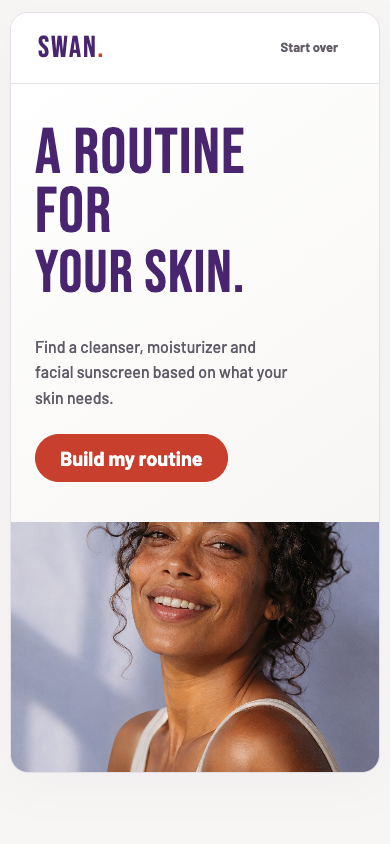 SWAN.
Start over
A ROUTINE
FOR
YOUR SKIN.
Find a cleanser, moisturizer and
facial sunscreen based on what your
skin needs.
Build my routine